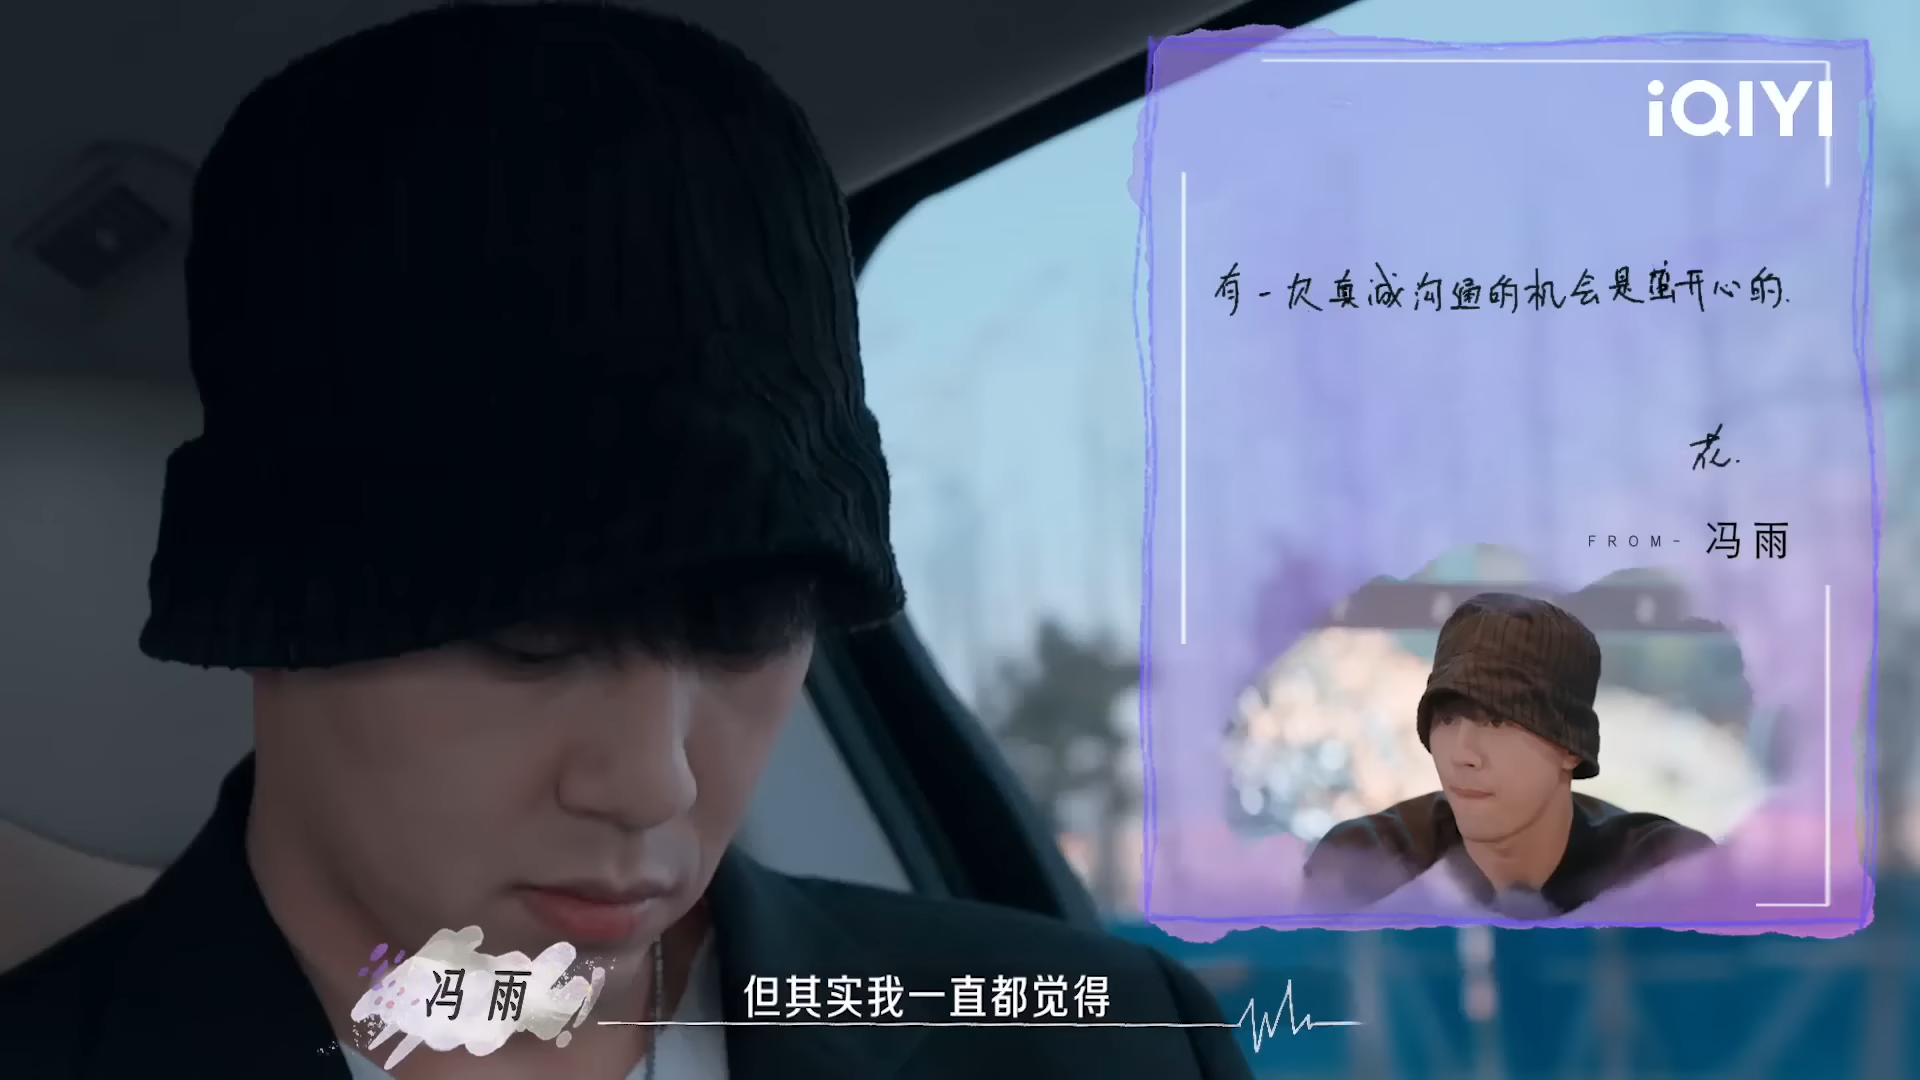 iQIYI
有一次真诚沟通的机会是蛮开心的.
花.
FROM- 冯雨
冯雨
但其实我一直都觉得